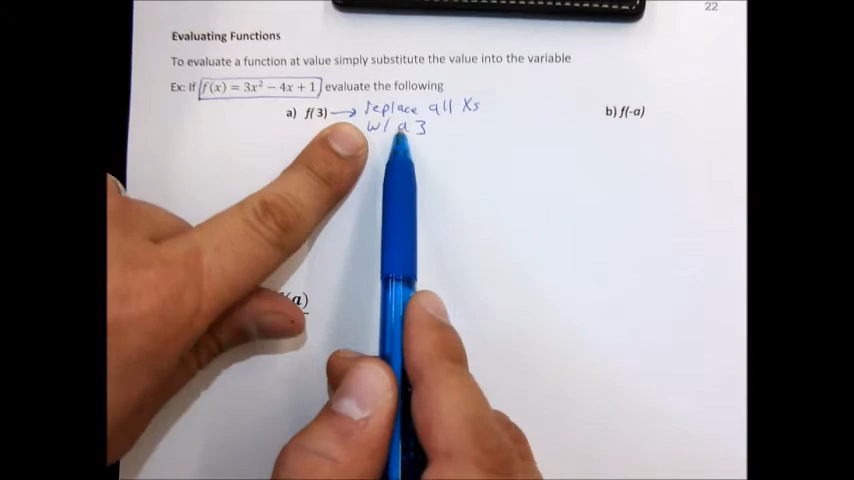 22
Evaluating Functions
To evaluate a function at value simply substitute the value into the variable
Ex: If f(x) = 3x² − 4x + 1 evaluate the following
a) f(3) → replace all Xs
w/ a 3
b) f(-a)
(a)